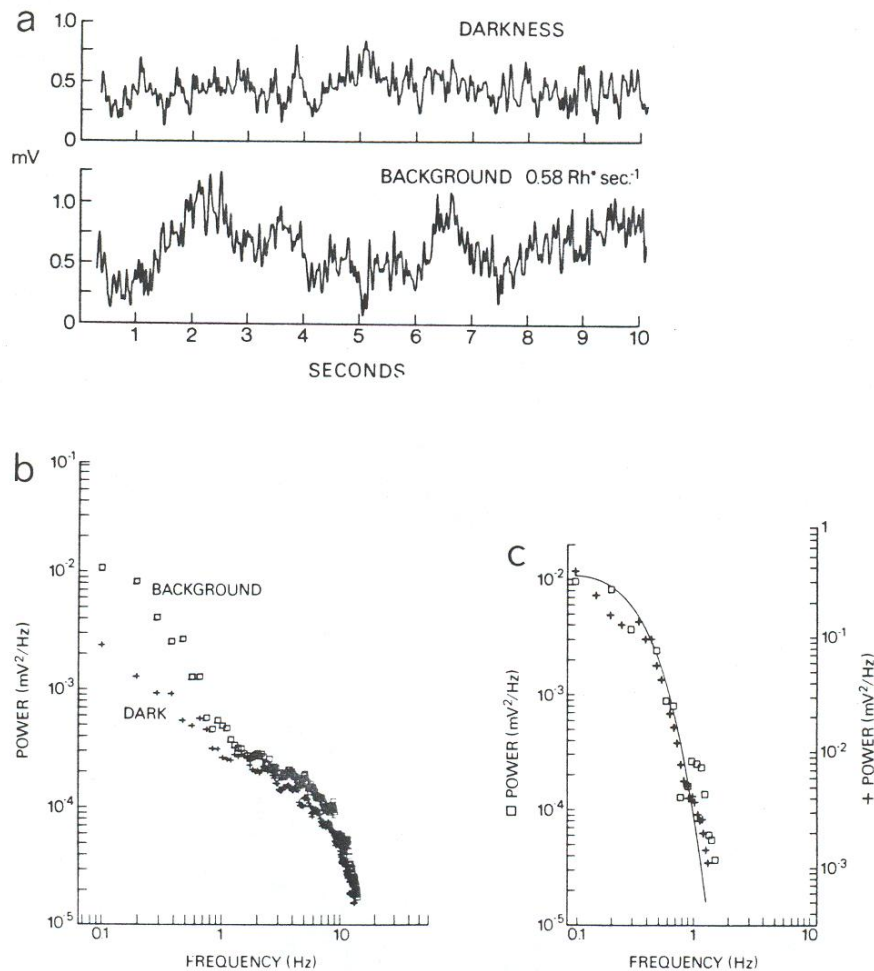 a
DARKNESS
1.0
0.5
0
mV
BACKGROUND 0.58 Rh* sec.-1
1.0
0.5
0
1 2 3 4 5 6 7 8 9 10
SECONDS
b
10-1
10-2
10-3
10-4
10-5
POWER (mV2/Hz)
BACKGROUND
DARK
0.1 1 10
FREQUENCY (Hz)
C
10-2
10-3
10-4
10-5
□ POWER (mV2/Hz)
1
10-1
10-2
10-3
+ POWER (mV2/Hz)
0.1 1 10
FREQUENCY (Hz)